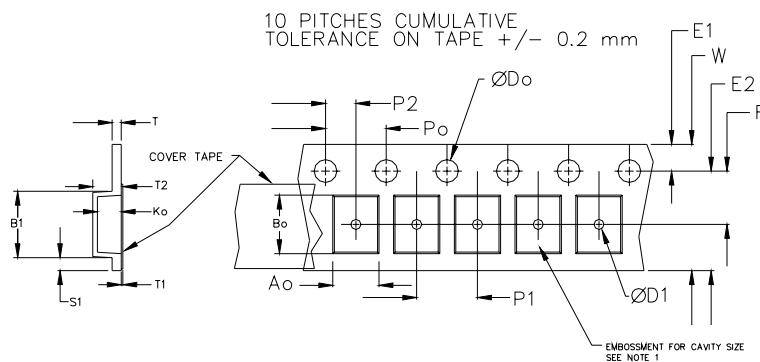 10 PITCHES CUMULATIVE
TOLERANCE ON TAPE +/- 0.2 mm
E1
W
E2
F
ØDo
P2
Po
T
COVER TAPE
T2
Ko
B1
Bo
S1
T1
Ao
P1
ØD1
EMBOSSMENT FOR CAVITY SIZE
SEE NOTE 1